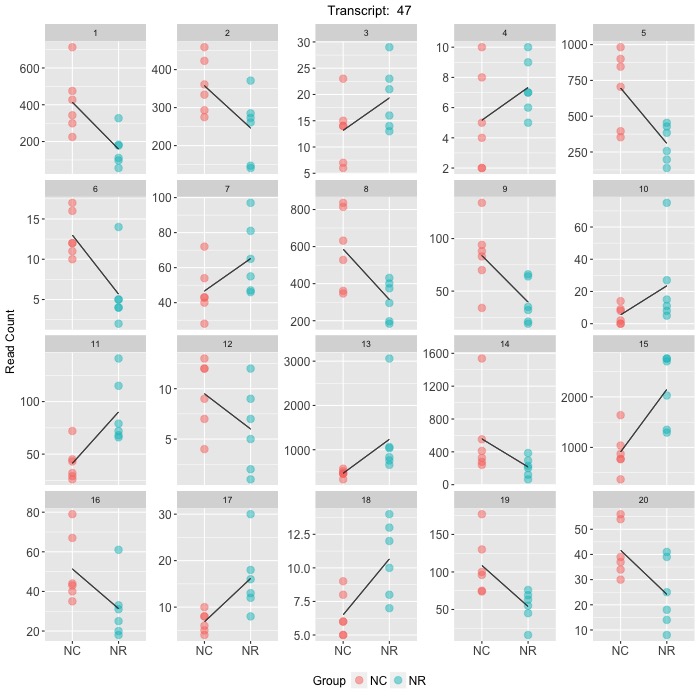 Transcript: 47
1 2 3 4 5
600 400 200
400 300 200
30 25 20 15 10 5
10 8 6 4 2
1000 750 500 250
6 7 8 9 10
15 10 5
100 80 60 40
800 600 400 200
100 50
60 40 20 0
Read Count
11 12 13 14 15
100 50
10 5
3000 2000 1000
1600 1200 800 400 0
2000 1000
16 17 18 19 20
80 60 40 20
30 20 10
12.5 10.0 7.5 5.0
150 100 50
50 40 30 20 10
NC NR NC NR NC NR NC NR NC NR
Group NC NR